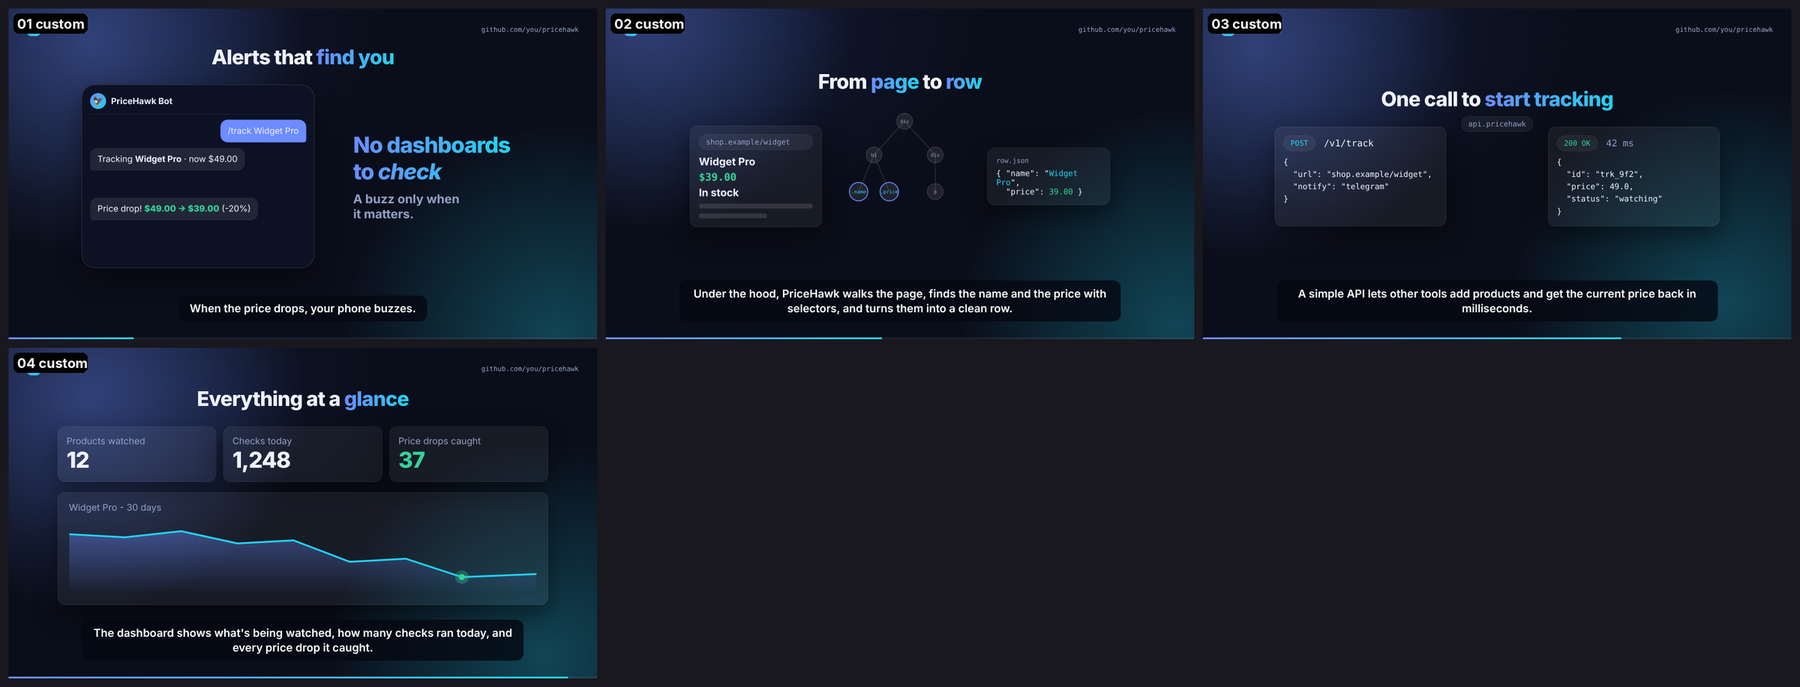 01 custom
github.com/you/pricehawk
Alerts that find you
PriceHawk Bot
/track Widget Pro
Tracking Widget Pro · now $49.00
Price drop! $49.00 → $39.00 (-20%)
No dashboards
to check
A buzz only when
it matters.
When the price drops, your phone buzzes.
02 custom
github.com/you/pricehawk
From page to row
shop.example/widget
Widget Pro
$39.00
In stock
div
h1
div
.name
.price
p
row.json
{ "name": "Widget
Pro",
"price": 39.00 }
Under the hood, PriceHawk walks the page, finds the name and the price with
selectors, and turns them into a clean row.
03 custom
github.com/you/pricehawk
One call to start tracking
api.pricehawk
POST /v1/track
{
"url": "shop.example/widget",
"notify": "telegram"
}
200 OK 42 ms
{
"id": "trk_9f2",
"price": 49.0,
"status": "watching"
}
A simple API lets other tools add products and get the current price back in
milliseconds.
04 custom
github.com/you/pricehawk
Everything at a glance
Products watched
12
Checks today
1,248
Price drops caught
37
Widget Pro - 30 days
The dashboard shows what's being watched, how many checks ran today, and
every price drop it caught.